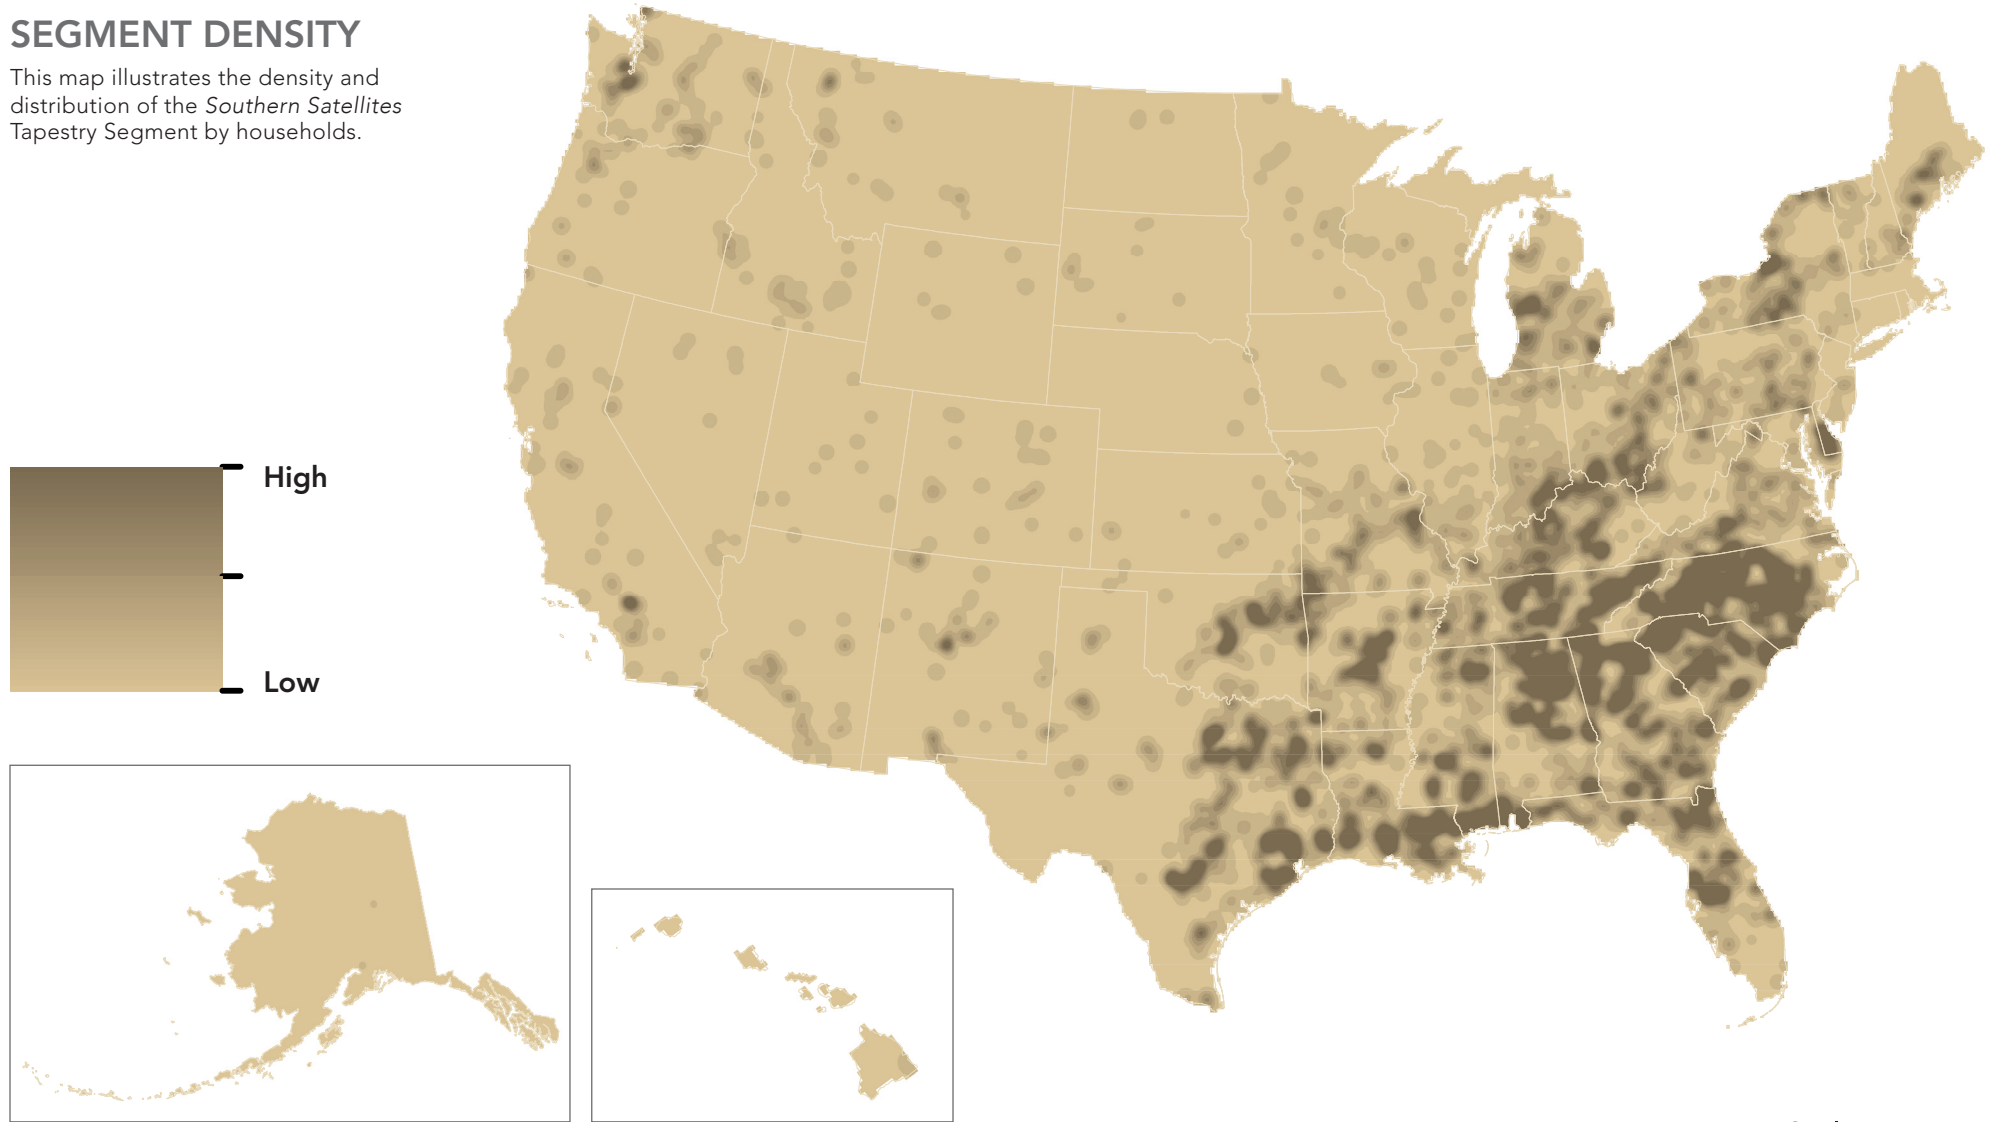 SEGMENT DENSITY
This map illustrates the density and
distribution of the Southern Satellites
Tapestry Segment by households.
High
Low